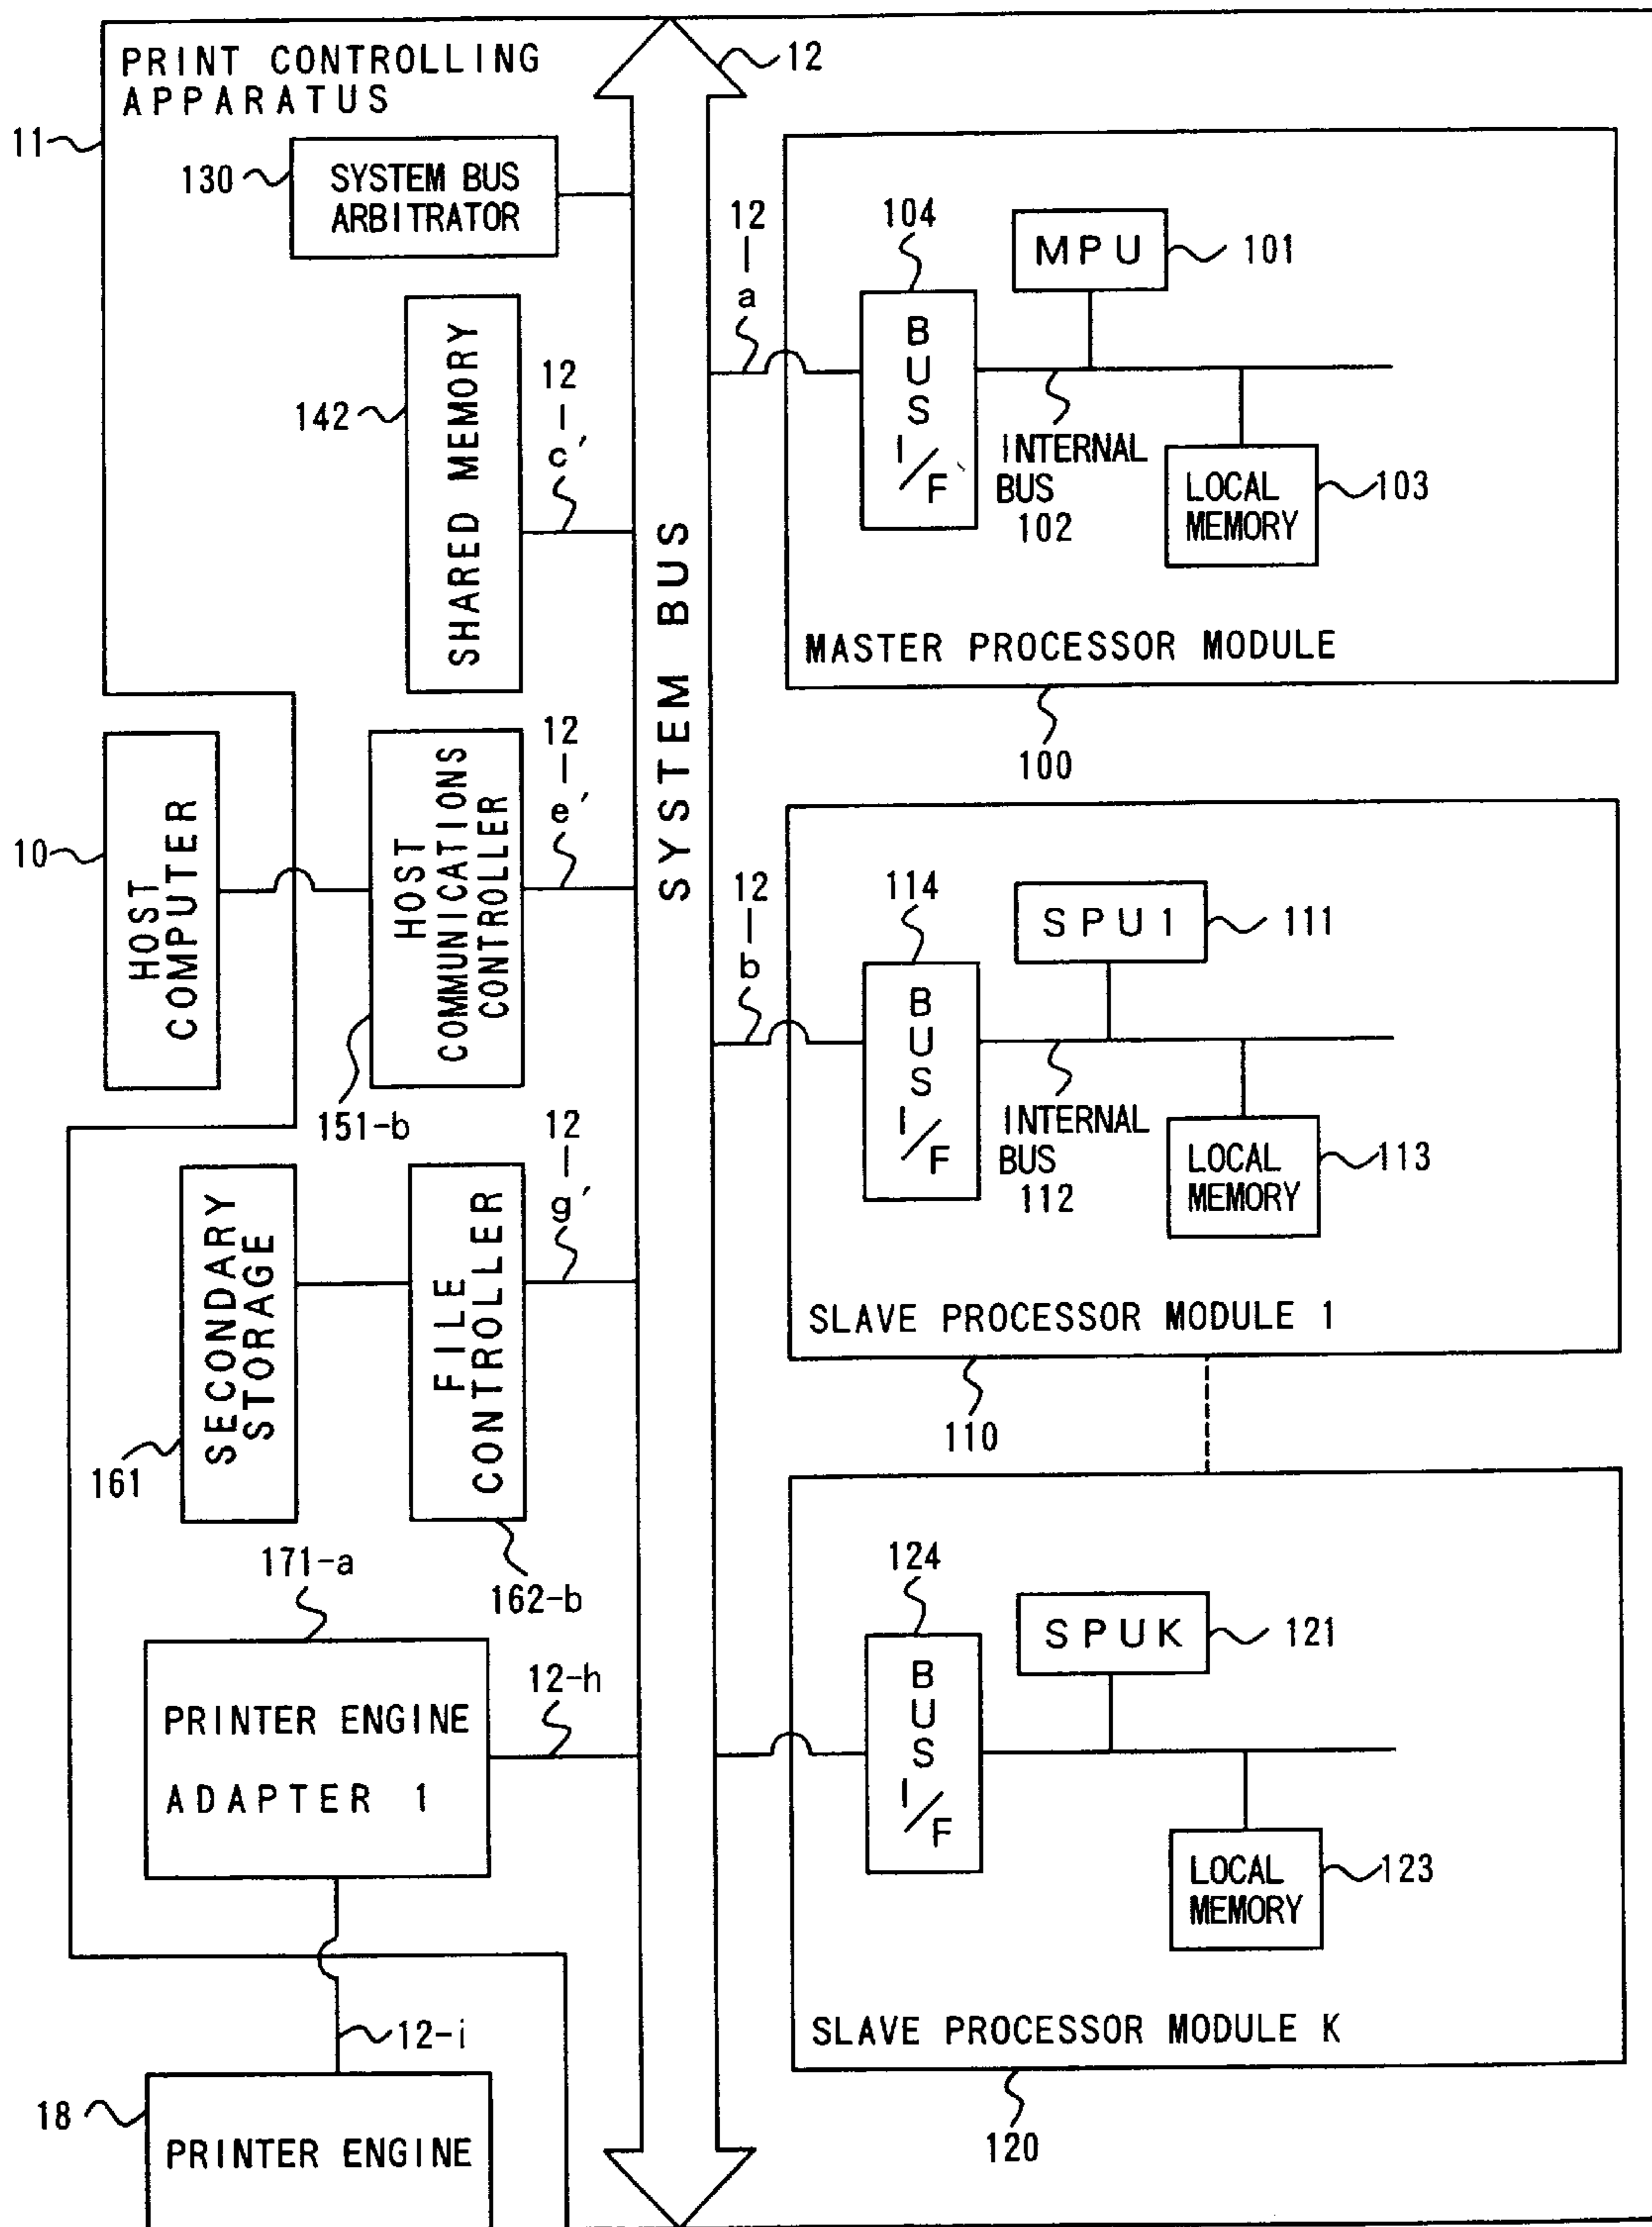 PRINT CONTROLLING
APPARATUS
11
12
130
SYSTEM BUS
ARBITRATOR
142
SHARED MEMORY
12-c'
SYSTEM BUS
12-a
104
BUS I/F
MPU
101
INTERNAL
BUS
102
LOCAL
MEMORY
103
MASTER PROCESSOR MODULE
100
10
HOST
COMPUTER
HOST
COMMUNICATIONS
CONTROLLER
151-b
12-e'
12-b
114
BUS I/F
SPU1
111
INTERNAL
BUS
112
LOCAL
MEMORY
113
SLAVE PROCESSOR MODULE 1
110
SECONDARY
STORAGE
161
FILE
CONTROLLER
162-b
12-g'
171-a
PRINTER ENGINE
ADAPTER 1
12-h
124
BUS I/F
SPUK
121
LOCAL
MEMORY
123
SLAVE PROCESSOR MODULE K
120
12-i
18
PRINTER ENGINE